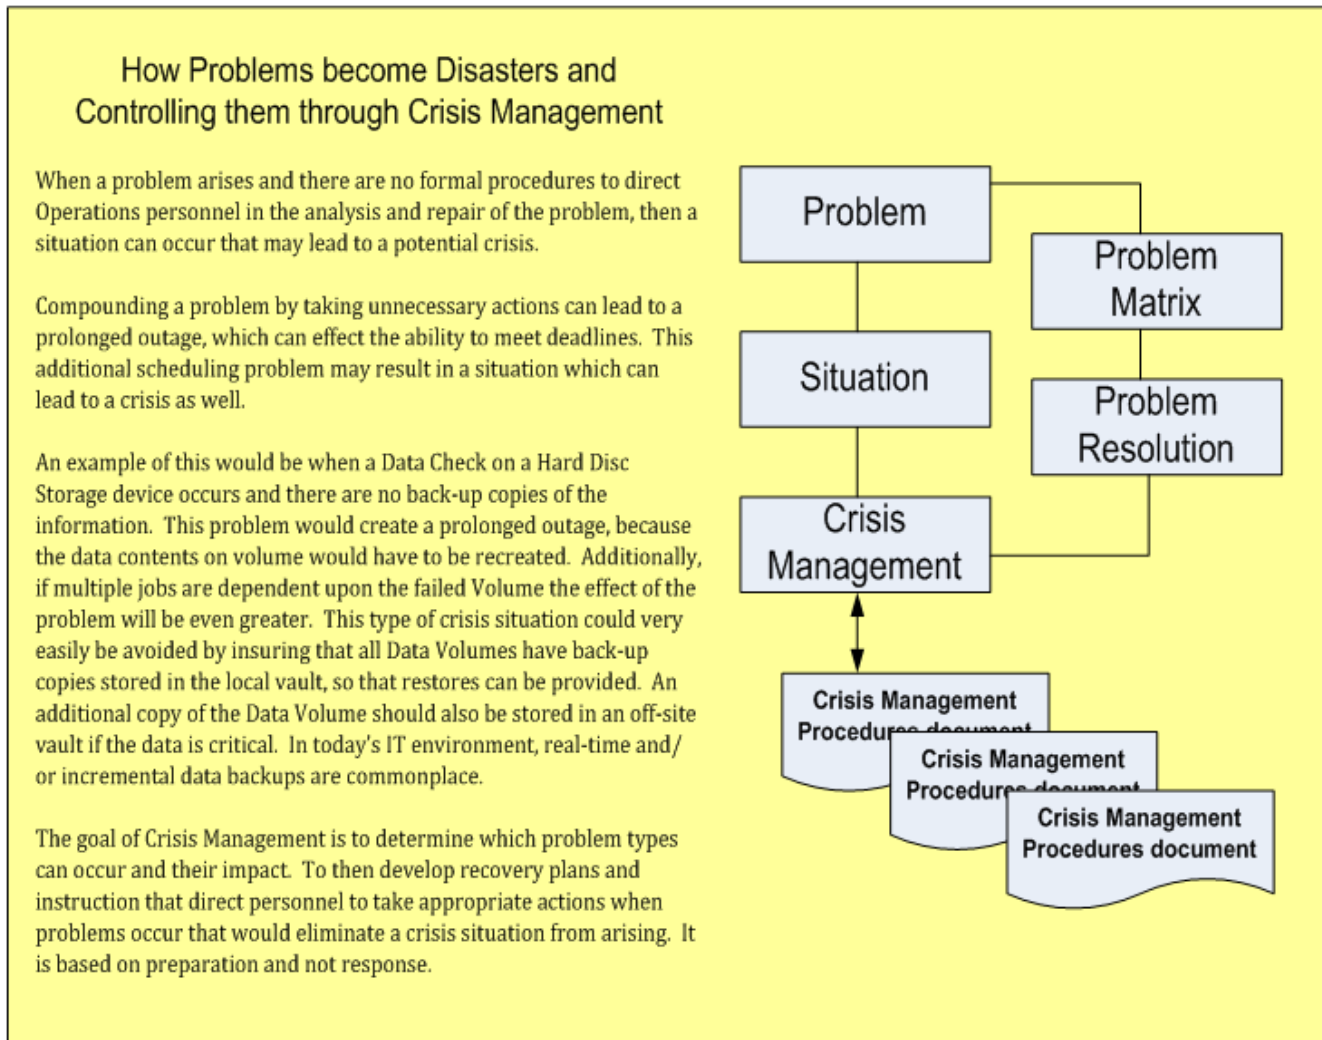 How Problems become Disasters and
Controlling them through Crisis Management
When a problem arises and there are no formal procedures to direct
Operations personnel in the analysis and repair of the problem, then a
situation can occur that may lead to a potential crisis.
Compounding a problem by taking unnecessary actions can lead to a
prolonged outage, which can effect the ability to meet deadlines. This
additional scheduling problem may result in a situation which can
lead to a crisis as well.
An example of this would be when a Data Check on a Hard Disc
Storage device occurs and there are no back-up copies of the
information. This problem would create a prolonged outage, because
the data contents on volume would have to be recreated. Additionally,
if multiple jobs are dependent upon the failed Volume the effect of the
problem will be even greater. This type of crisis situation could very
easily be avoided by insuring that all Data Volumes have back-up
copies stored in the local vault, so that restores can be provided. An
additional copy of the Data Volume should also be stored in an off-site
vault if the data is critical. In today's IT environment, real-time and/
or incremental data backups are commonplace.
The goal of Crisis Management is to determine which problem types
can occur and their impact. To then develop recovery plans and
instruction that direct personnel to take appropriate actions when
problems occur that would eliminate a crisis situation from arising. It
is based on preparation and not response.
Problem
Problem
Matrix
Situation
Problem
Resolution
Crisis
Management
Crisis Management
Procedures document
Crisis Management
Procedures document
Crisis Management
Procedures document